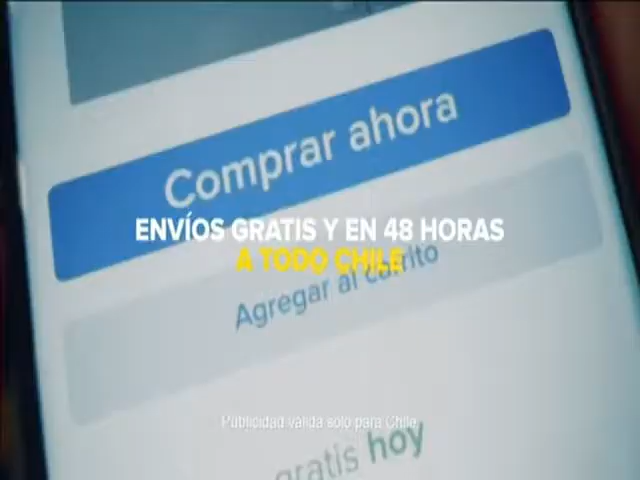 Comprar ahora
ENVÍOS GRATIS Y EN 48 HORAS
A TODO CHILE
Agregar al carrito
Publicidad válida solo para Chile
gratis hoy